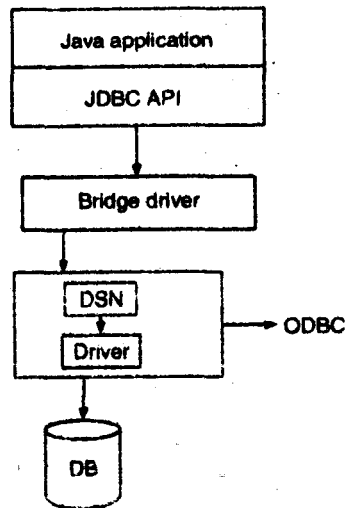 Java application
JDBC API
Bridge driver
DSN
ODBC
Driver
DB